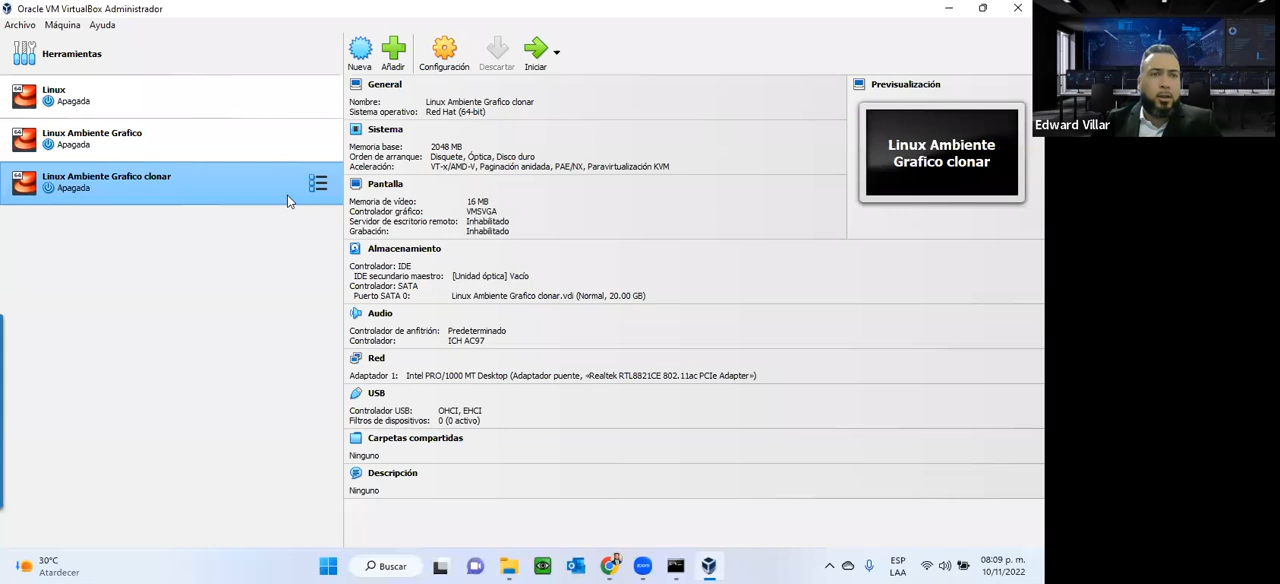 Oracle VM VirtualBox Administrador
Archivo Máquina Ayuda
Herramientas
Nueva Añadir Configuración Descartar Iniciar
64 Linux
Apagada
64 Linux Ambiente Grafico
Apagada
64 Linux Ambiente Grafico clonar
Apagada
General
Nombre: Linux Ambiente Grafico clonar
Sistema operativo: Red Hat (64-bit)
Sistema
Memoria base: 2048 MB
Orden de arranque: Disquete, Óptica, Disco duro
Aceleración: VT-x/AMD-V, Paginación anidada, PAE/NX, Paravirtualización KVM
Pantalla
Memoria de vídeo: 16 MB
Controlador gráfico: VMSVGA
Servidor de escritorio remoto: Inhabilitado
Grabación: Inhabilitado
Almacenamiento
Controlador: IDE
IDE secundario maestro: [Unidad óptica] Vacío
Controlador: SATA
Puerto SATA 0: Linux Ambiente Grafico clonar.vdi (Normal, 20.00 GB)
Audio
Controlador de anfitrión: Predeterminado
Controlador: ICH AC97
Red
Adaptador 1: Intel PRO/1000 MT Desktop (Adaptador puente, «Realtek RTL8821CE 802.11ac PCIe Adapter»)
USB
Controlador USB: OHCI, EHCI
Filtros de dispositivos: 0 (0 activo)
Carpetas compartidas
Ninguno
Descripción
Ninguno
Previsualización
Linux Ambiente
Grafico clonar
Edward Villar
30°C
Atardecer
Buscar
zoom
ESP
LAA
08:09 p. m.
10/11/2022